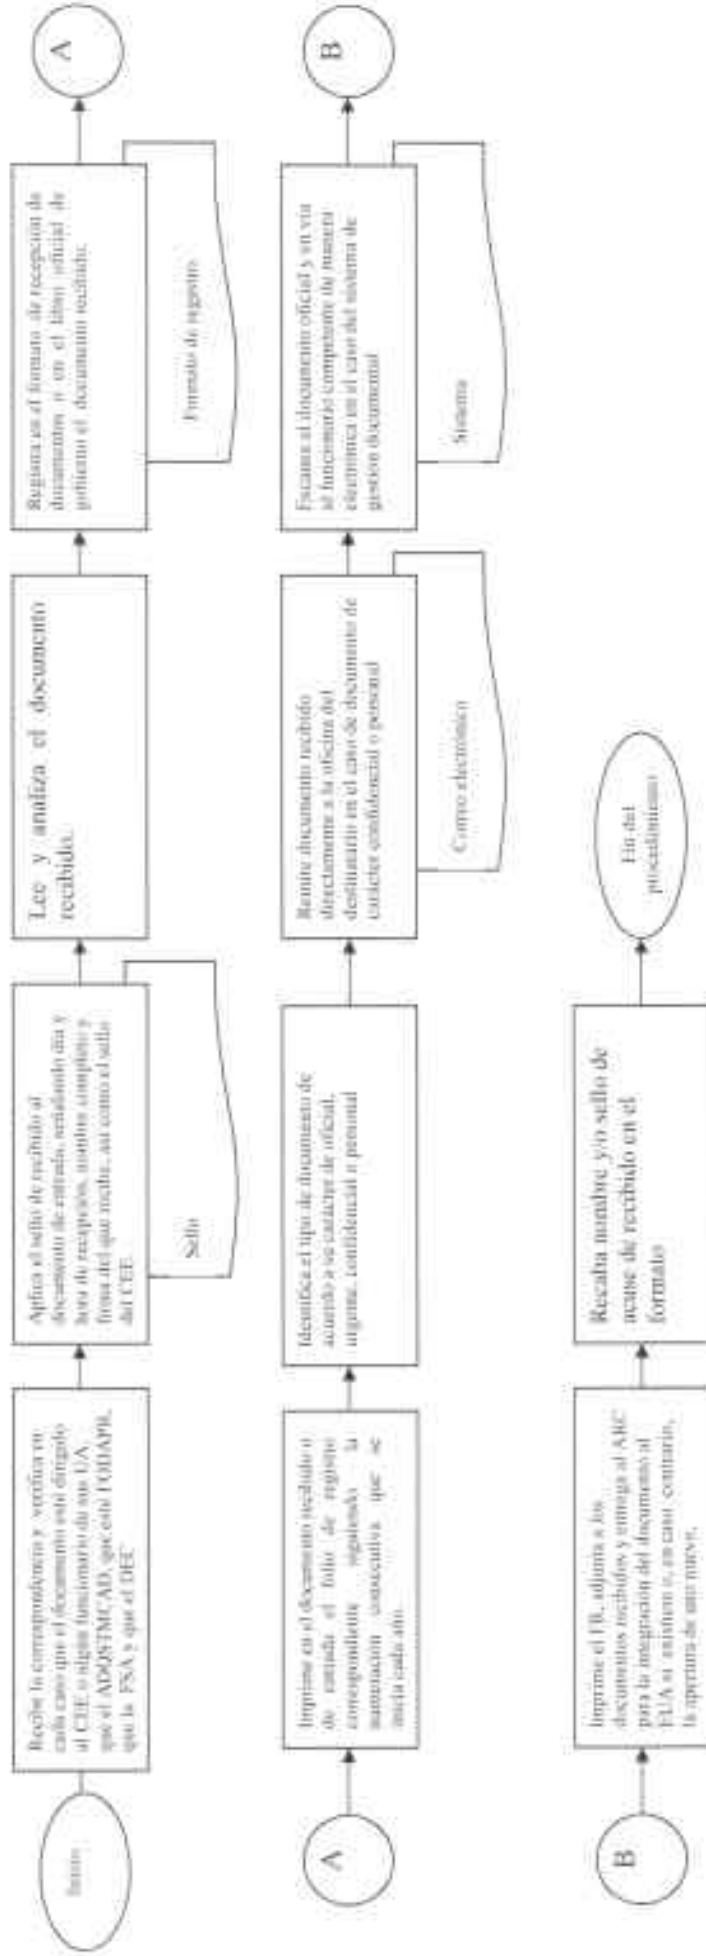 Inicio
Recibe la correspondencia y verifica en
cada caso que el documento esté dirigido
al CEE o algún funcionario de sus UA,
que el ADQSTMCAD, que esté FODAPR,
que la FSA y que el DEC
Aplica el sello de recibido al
documento de entrada, señalando día y
hora de recepción, nombre completo y
firma del que recibe, así como el sello
del CEE
Sello
Lee y analiza el documento
recibido.
Registra en el formato de recepción de
documentos o en el libro oficial de
gobierno el documento recibido.
Formato de registro
A
A
Imprime en el documento recibido o
de entrada el folio de registro
correspondiente siguiendo la
numeración consecutiva que se
inicia cada año
Identifica el tipo de documento de
acuerdo a su carácter de oficial,
urgente, confidencial o personal
Remite documento recibido
directamente a la oficina del
destinatario en el caso de documento de
carácter confidencial o personal
Correo electrónico
Escanea el documento oficial y envía
al funcionario competente de manera
electrónica en el caso del sistema de
gestión documental
Sistema
B
B
Imprime el FR, adjunta a los
documentos recibidos y entrega al ARC
para la integración del documento al
EUA si existiere o, en caso contrario,
la apertura de uno nuevo.
Recaba nombre y/o sello de
acuse de recibido en el
formato
Fin del
procedimiento